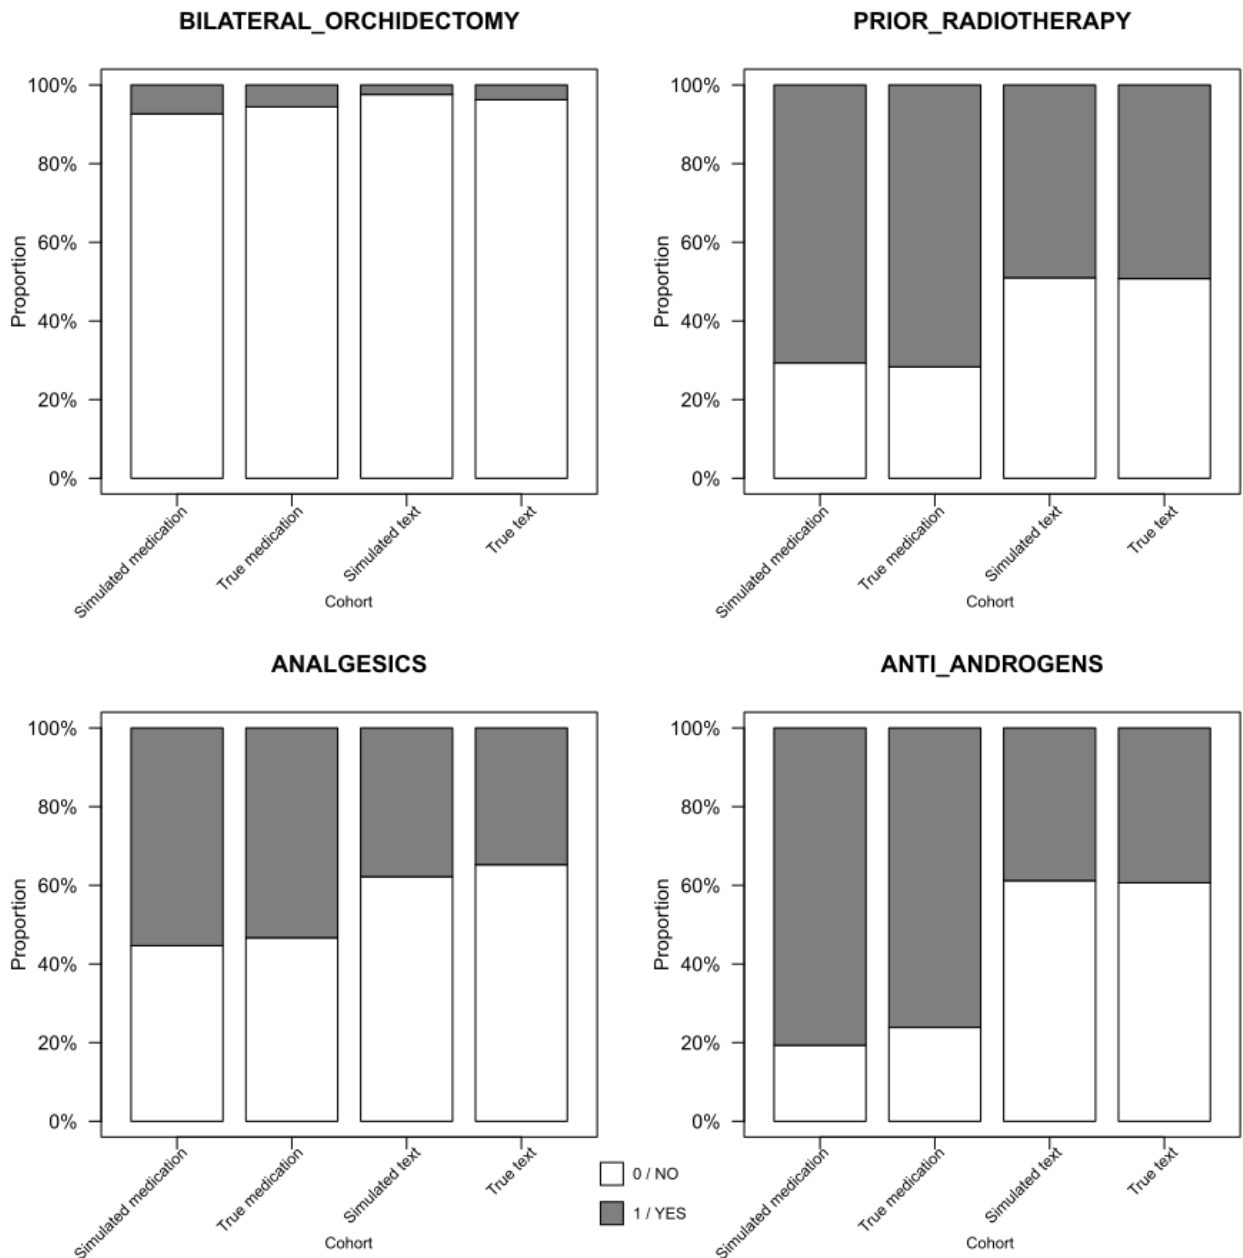 BILATERAL_ORCHIDECTOMY
Proportion
100%
80%
60%
40%
20%
0%
Simulated medication
True medication
Simulated text
True text
Cohort
PRIOR_RADIOTHERAPY
Proportion
100%
80%
60%
40%
20%
0%
Simulated medication
True medication
Simulated text
True text
Cohort
ANALGESICS
Proportion
100%
80%
60%
40%
20%
0%
Simulated medication
True medication
Simulated text
True text
Cohort
0 / NO
1 / YES
ANTI_ANDROGENS
Proportion
100%
80%
60%
40%
20%
0%
Simulated medication
True medication
Simulated text
True text
Cohort